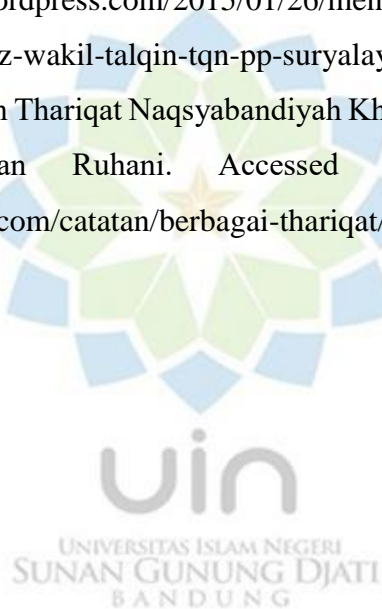 ordpress.com/2015/01/26/men
z-wakil-talqin-tqn-pp-suryalay
n Thariqat Naqsyabandiyah Kh
an Ruhani. Accessed
com/catatan/berbagai-thariqat/
uin
UNIVERSITAS ISLAM NEGERI
SUNAN GUNUNG DJATI
BANDUNG